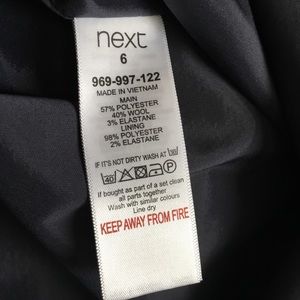 next
6
969-997-122
MADE IN VIETNAM
MAIN
57% POLYESTER
40% WOOL
3% ELASTANE
LINING
98% POLYESTER
2% ELASTANE
IF IT'S NOT DIRTY WASH AT 30
40 P
If bought as part of a set clean
all parts together
Wash with similar colours
Line dry
KEEP AWAY FROM FIRE